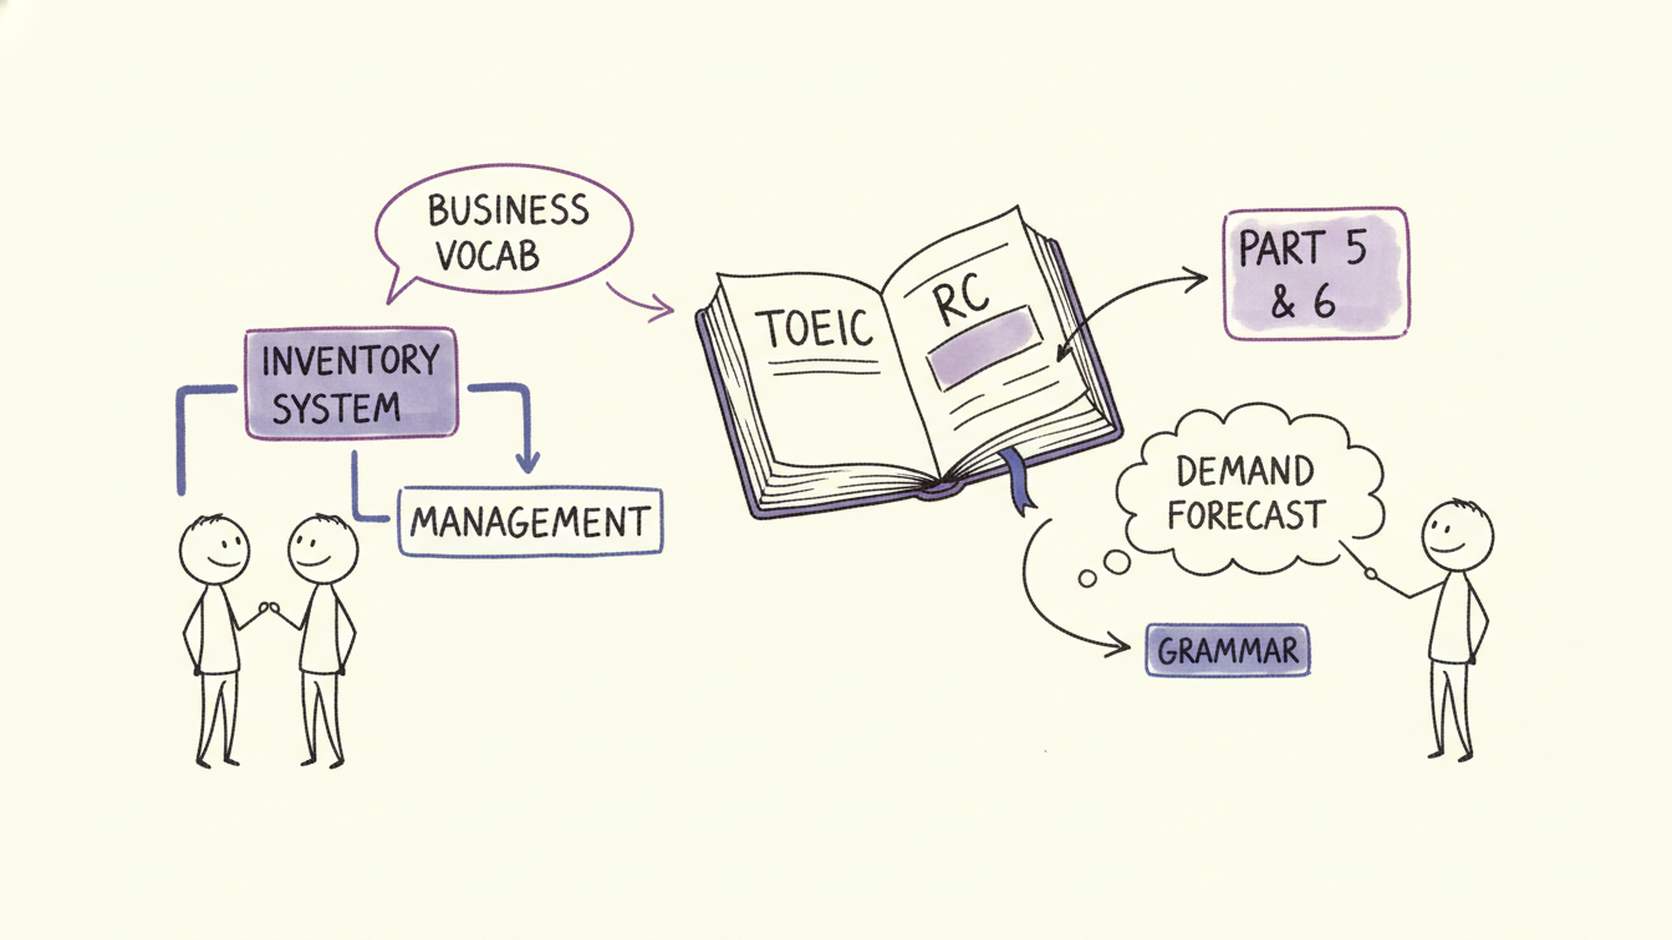 BUSINESS
VOCAB
INVENTORY
SYSTEM
MANAGEMENT
TOEIC
RC
PART 5
& 6
DEMAND
FORECAST
GRAMMAR